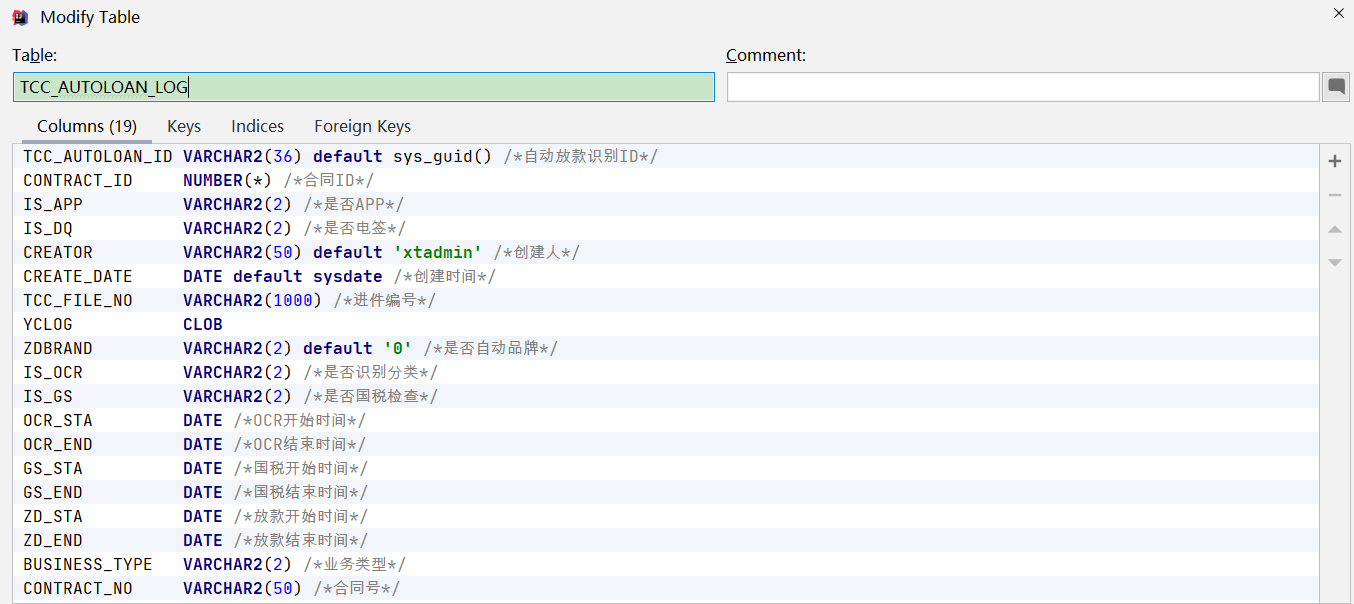 Modify Table
Table:
Comment:
TCC_AUTOLOAN_LOG
Columns (19) Keys Indices Foreign Keys
TCC_AUTOLOAN_ID VARCHAR2(36) default sys_guid() /*自动放款识别ID*/
CONTRACT_ID NUMBER(*) /*合同ID*/
IS_APP VARCHAR2(2) /*是否APP*/
IS_DQ VARCHAR2(2) /*是否电签*/
CREATOR VARCHAR2(50) default 'xtadmin' /*创建人*/
CREATE_DATE DATE default sysdate /*创建时间*/
TCC_FILE_NO VARCHAR2(1000) /*进件编号*/
YCLOG CLOB
ZDBRAND VARCHAR2(2) default '0' /*是否自动品牌*/
IS_OCR VARCHAR2(2) /*是否识别分类*/
IS_GS VARCHAR2(2) /*是否国税检查*/
OCR_STA DATE /*OCR开始时间*/
OCR_END DATE /*OCR结束时间*/
GS_STA DATE /*国税开始时间*/
GS_END DATE /*国税结束时间*/
ZD_STA DATE /*放款开始时间*/
ZD_END DATE /*放款结束时间*/
BUSINESS_TYPE VARCHAR2(2) /*业务类型*/
CONTRACT_NO VARCHAR2(50) /*合同号*/